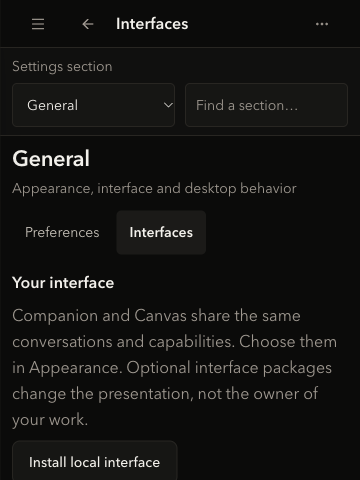 Interfaces
Settings section
General
Find a section...
General
Appearance, interface and desktop behavior
Preferences
Interfaces
Your interface
Companion and Canvas share the same
conversations and capabilities. Choose them
in Appearance. Optional interface packages
change the presentation, not the owner of
your work.
Install local interface